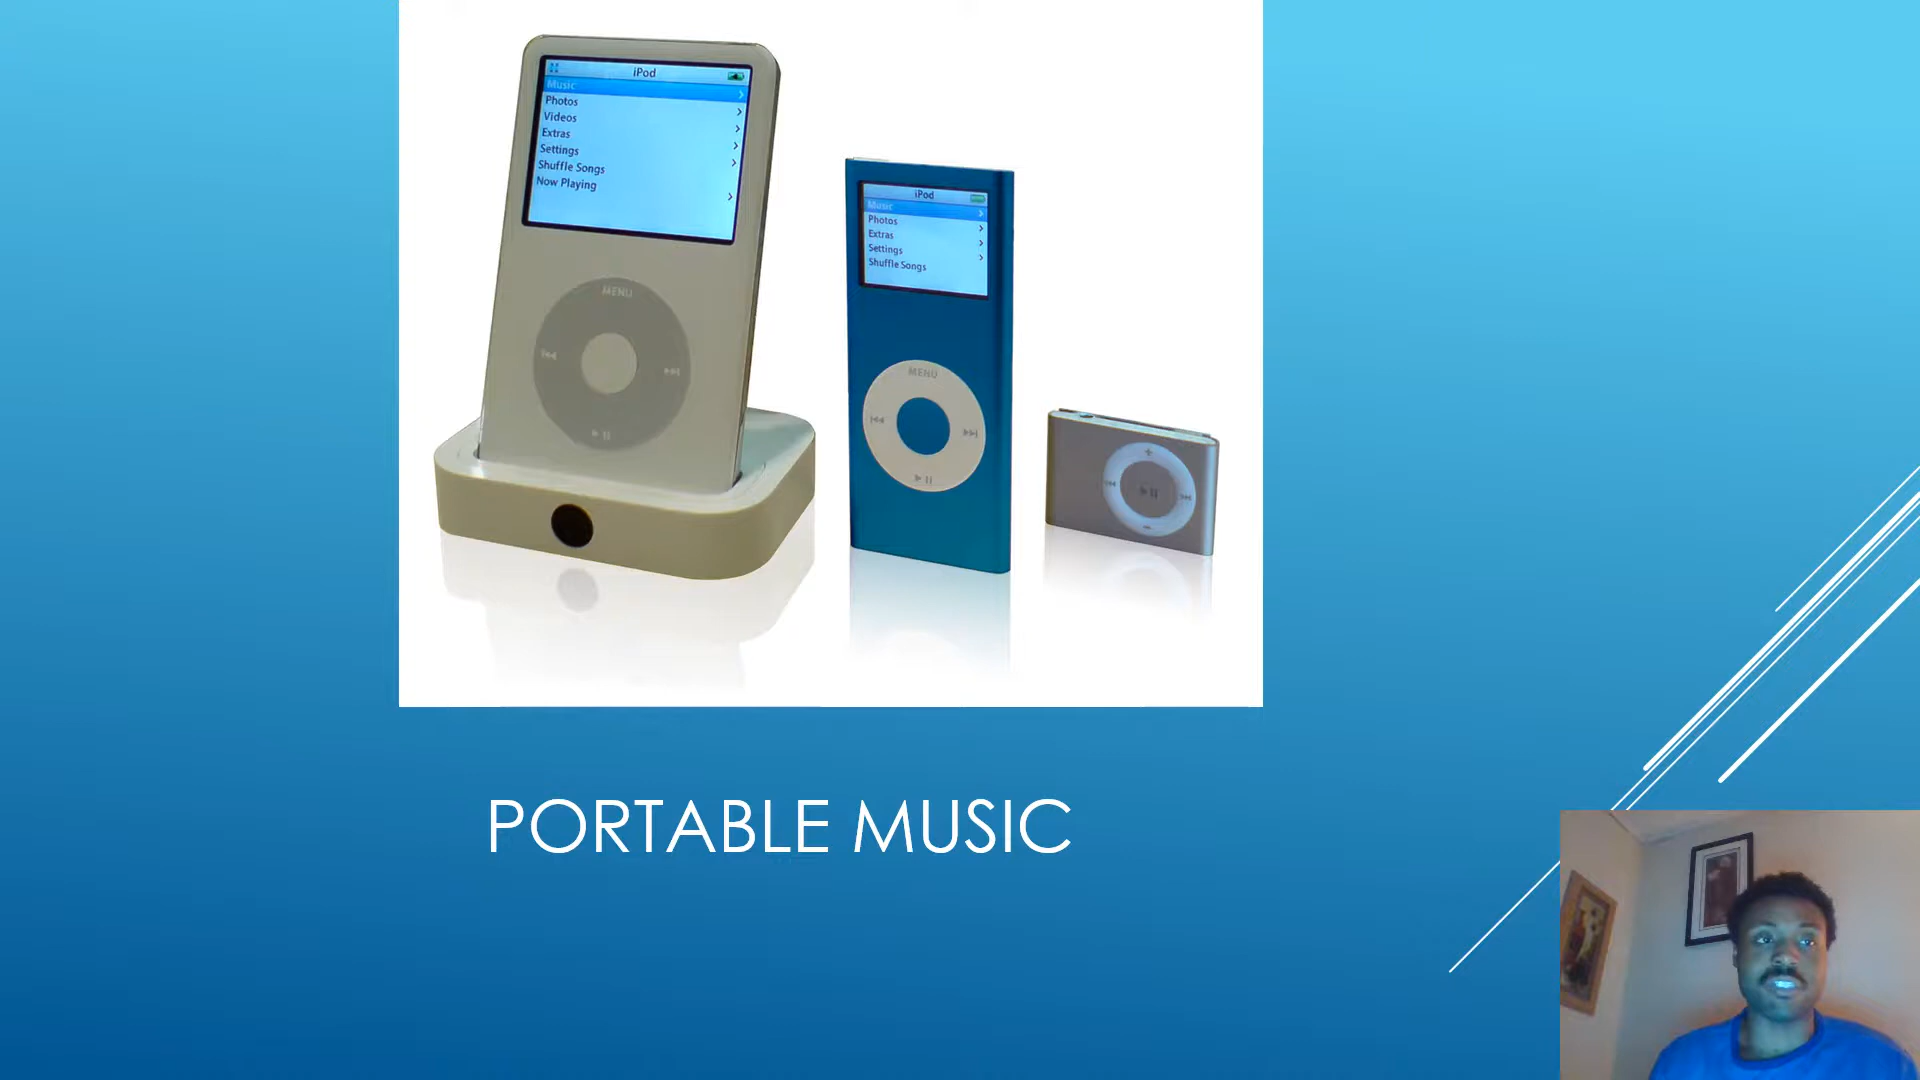 iPod
Music
Photos
Videos
Extras
Settings
Shuffle Songs
Now Playing
MENU
iPod
Music
Photos
Extras
Settings
Shuffle Songs
MENU
PORTABLE MUSIC